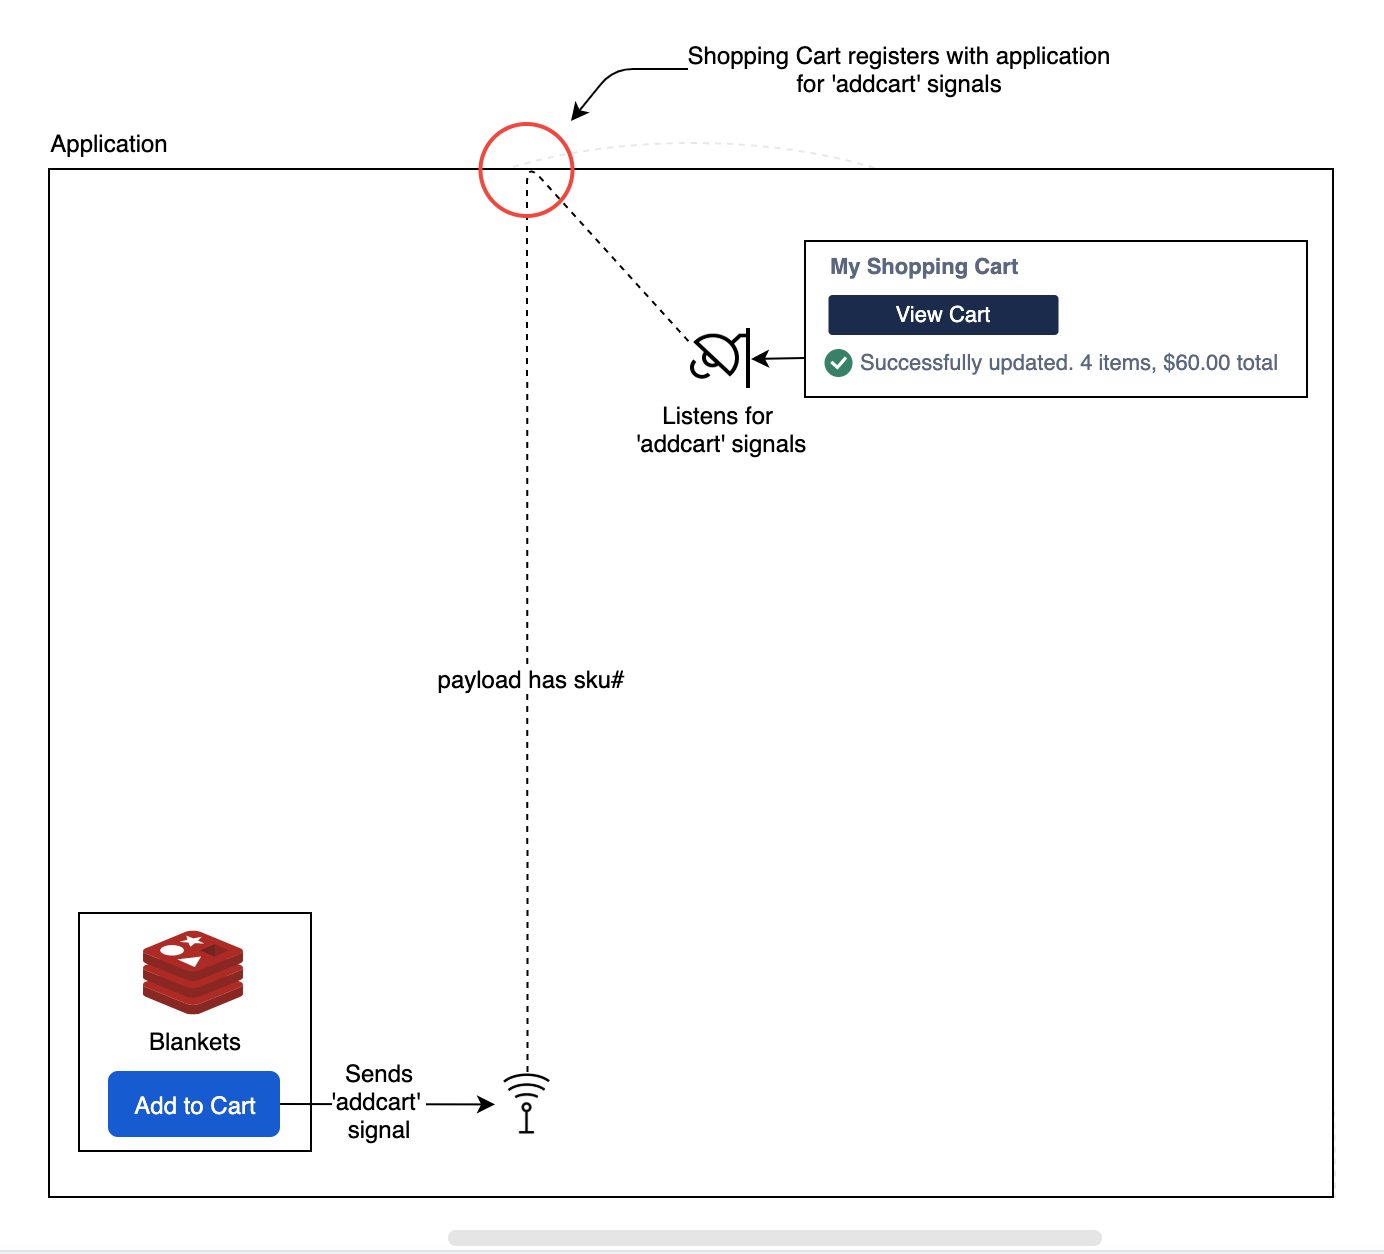 Shopping Cart registers with application
for 'addcart' signals
Application
My Shopping Cart
View Cart
Successfully updated. 4 items, $60.00 total
Listens for
'addcart' signals
payload has sku#
Blankets
Add to Cart
Sends
'addcart'
signal